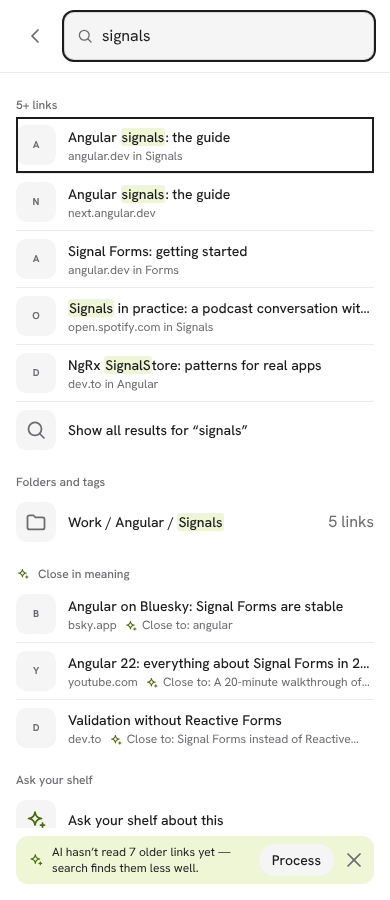 signals
5+ links
A
Angular signals: the guide
angular.dev in Signals
N
Angular signals: the guide
next.angular.dev
A
Signal Forms: getting started
angular.dev in Forms
O
Signals in practice: a podcast conversation wit…
open.spotify.com in Signals
D
NgRx SignalStore: patterns for real apps
dev.to in Angular
Show all results for “signals”
Folders and tags
Work / Angular / Signals 5 links
Close in meaning
B
Angular on Bluesky: Signal Forms are stable
bsky.app Close to: angular
Y
Angular 22: everything about Signal Forms in 2…
youtube.com Close to: A 20-minute walkthrough of…
D
Validation without Reactive Forms
dev.to Close to: Signal Forms instead of Reactive…
Ask your shelf
Ask your shelf about this
AI hasn’t read 7 older links yet —
search finds them less well.
Process